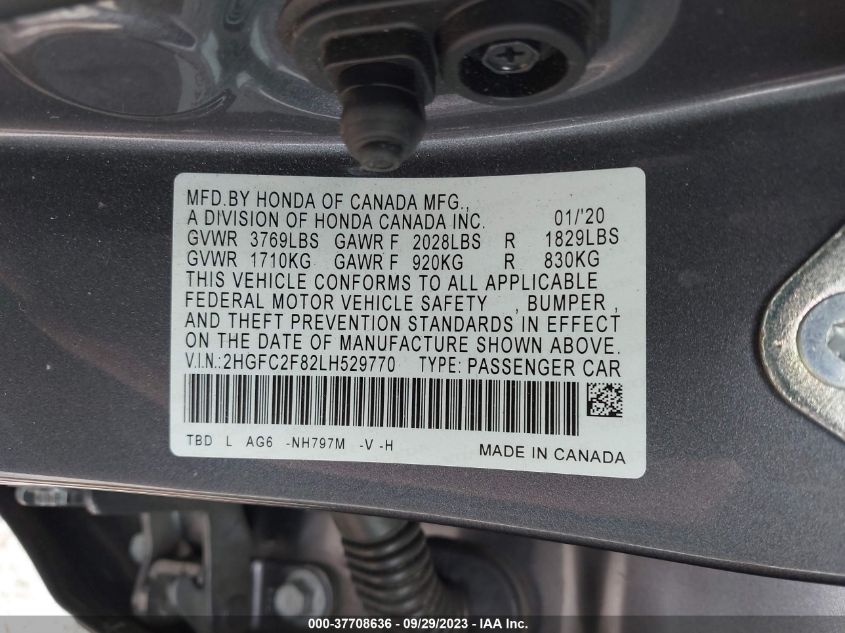 MFD.BY HONDA OF CANADA MFG.,
A DIVISION OF HONDA CANADA INC. 01/'20
GVWR 3769LBS GAWR F 2028LBS R 1829LBS
GVWR 1710KG GAWR F 920KG R 830KG
THIS VEHICLE CONFORMS TO ALL APPLICABLE
FEDERAL MOTOR VEHICLE SAFETY , BUMPER ,
AND THEFT PREVENTION STANDARDS IN EFFECT
ON THE DATE OF MANUFACTURE SHOWN ABOVE.
V.I.N.:2HGFC2F82LH529770 TYPE: PASSENGER CAR
TBD L AG6 -NH797M -V -H MADE IN CANADA
000-37708636 - 09/29/2023 - IAA Inc.